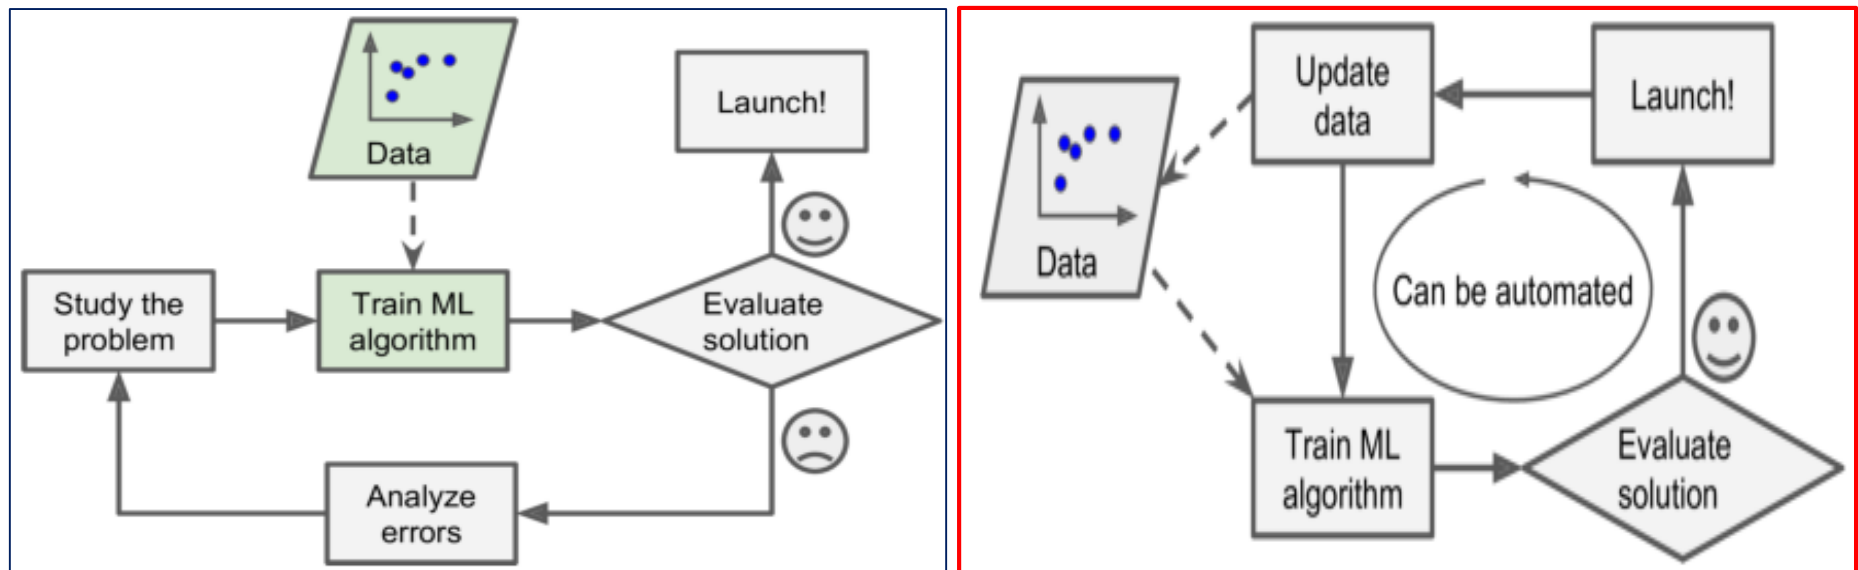 Data
Launch!
Study the
problem
Train ML
algorithm
Evaluate
solution
Analyze
errors
Update
data
Launch!
Data
Can be automated
Train ML
algorithm
Evaluate
solution